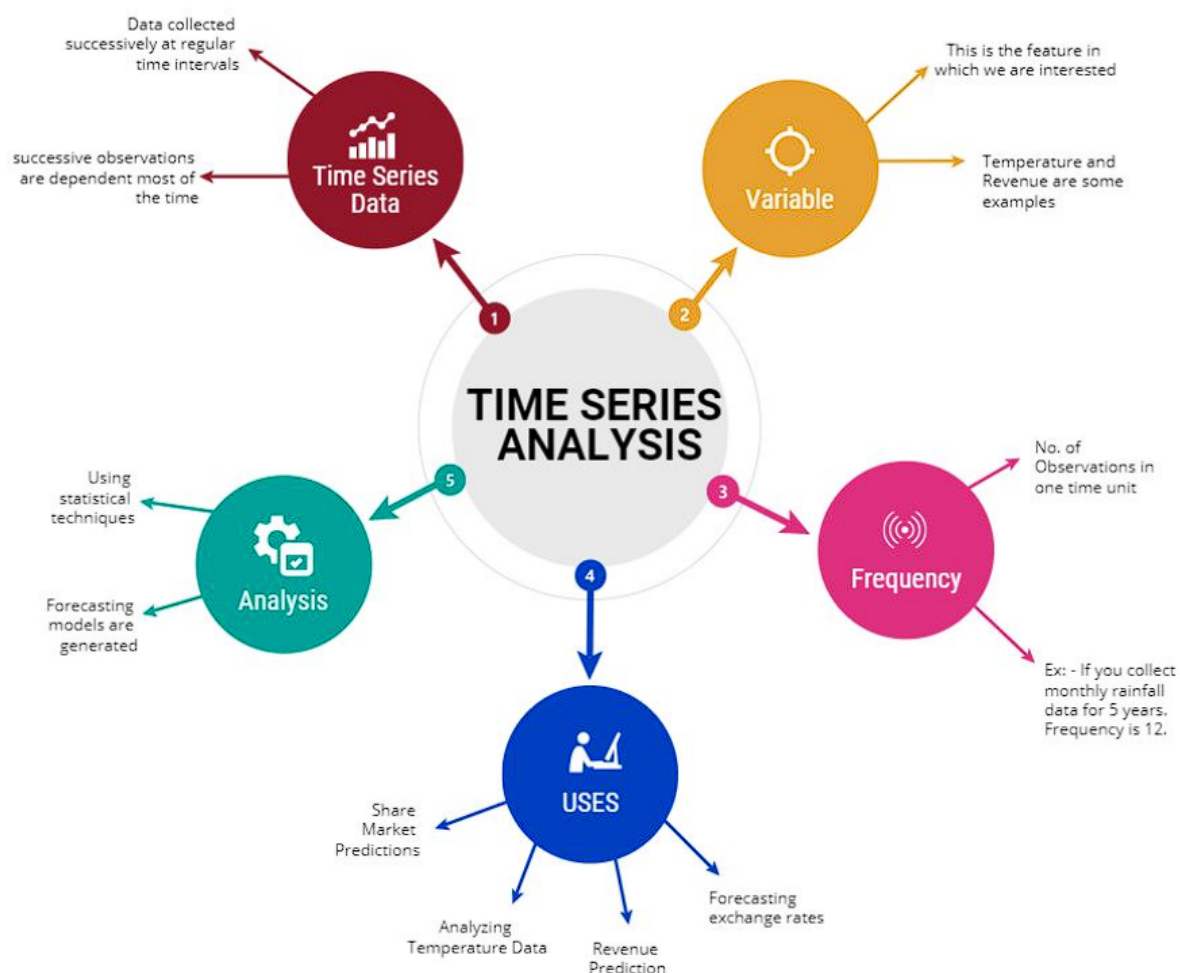 TIME SERIES
ANALYSIS
1
Time Series
Data
Data collected
successively at regular
time intervals
successive observations
are dependent most of
the time
2
Variable
This is the feature in
which we are interested
Temperature and
Revenue are some
examples
3
Frequency
No. of
Observations in
one time unit
Ex: - If you collect
monthly rainfall
data for 5 years.
Frequency is 12.
4
USES
Share
Market
Predictions
Analyzing
Temperature Data
Revenue
Prediction
Forecasting
exchange rates
5
Analysis
Using
statistical
techniques
Forecasting
models are
generated